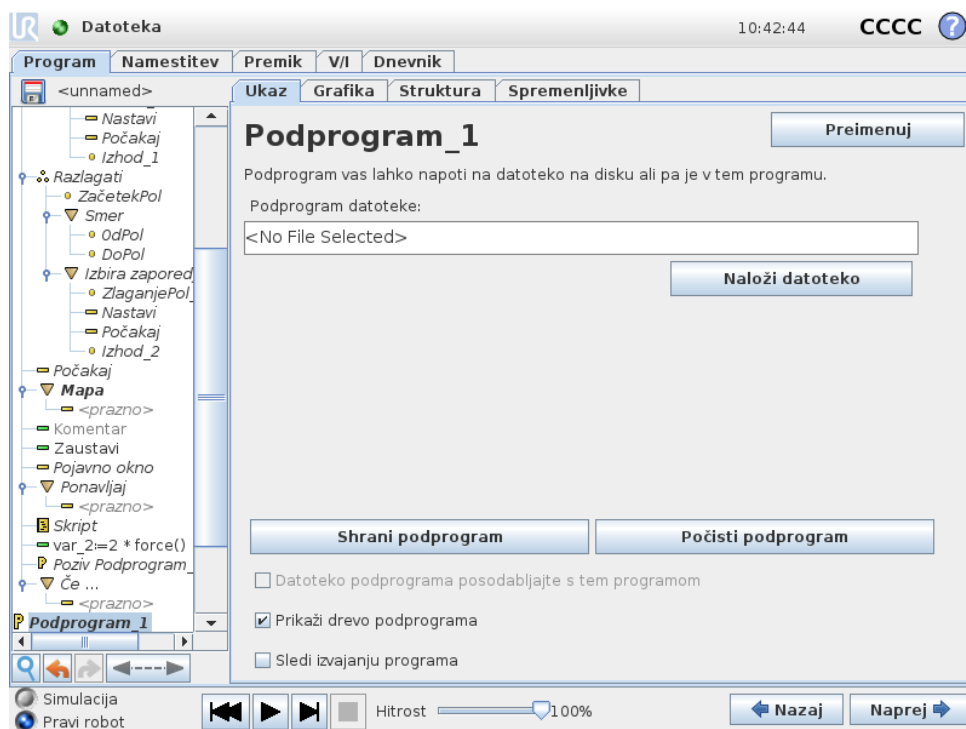 UR Datoteka 10:42:44 CCCC ?
Program Namestitev Premik V/I Dnevnik
<unnamed>
Ukaz Grafika Struktura Spremenljivke
Nastavi
Počakaj
Izhod_1
Razlagati
ZačetekPol
Smer
OdPol
DoPol
Izbira zapored
ZlaganjePol_
Nastavi
Počakaj
Izhod_2
Počakaj
Mapa
<prazno>
Komentar
Zaustavi
Pojavno okno
Ponavljaj
<prazno>
Skript
var_2:=2 * force()
P Poziv Podprogram_
Če ...
<prazno>
P Podprogram_1
Podprogram_1
Preimenuj
Podprogram vas lahko napoti na datoteko na disku ali pa je v tem programu.
Podprogram datoteke:
<No File Selected>
Naloži datoteko
Shrani podprogram
Počisti podprogram
Datoteko podprograma posodabljajte s tem programom
Prikaži drevo podprograma
Sledi izvajanju programa
Simulacija
Pravi robot
Hitrost 100%
Nazaj
Naprej